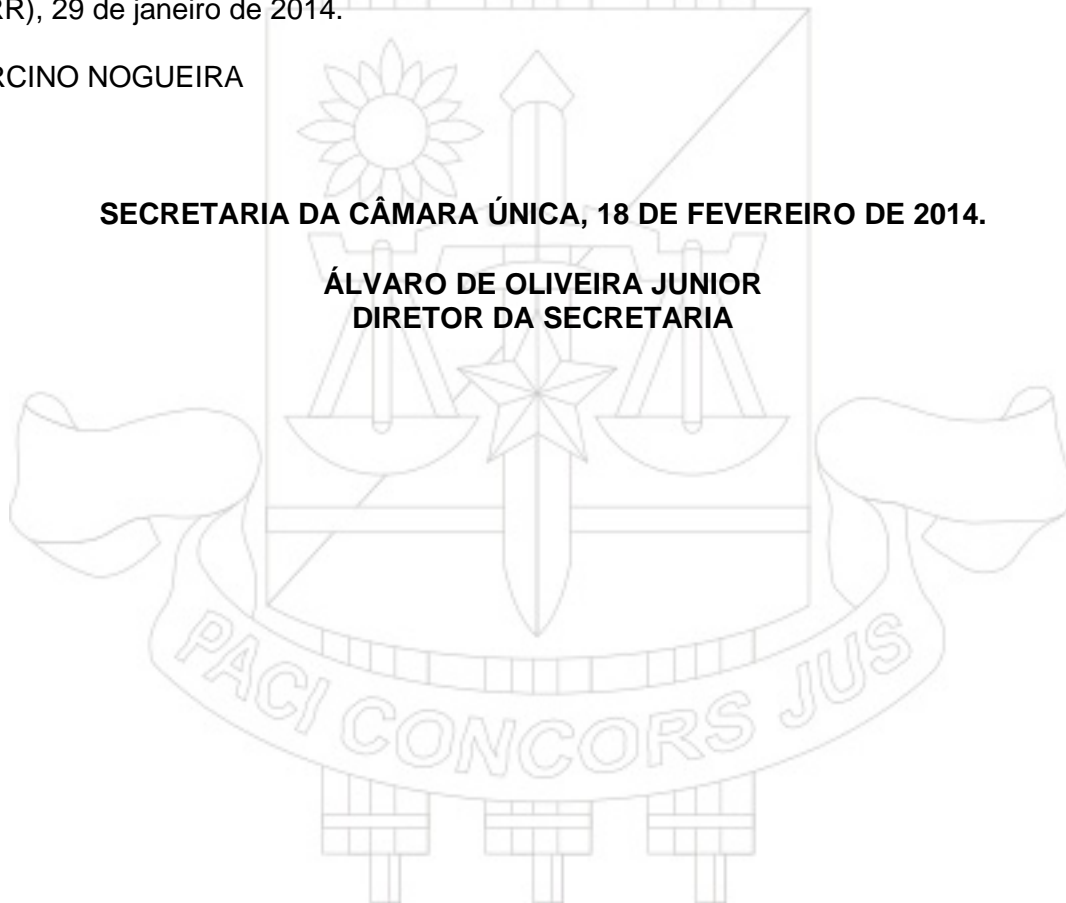 RR), 29 de janeiro de 2014.
RCINO NOGUEIRA
SECRETARIA DA CÂMARA ÚNICA, 18 DE FEVEREIRO DE 2014.
ÁLVARO DE OLIVEIRA JUNIOR
DIRETOR DA SECRETARIA
PACI CONCORS JUS